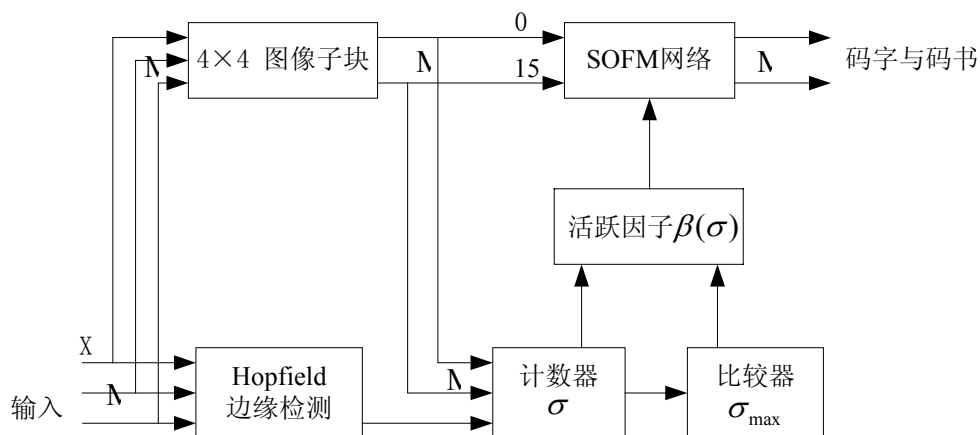 0
4×4 图像子块
N
N
15
SOFM网络
N
码字与码书
活跃因子β(σ)
X
N
输入
Hopfield
边缘检测
N
计数器
σ
比较器
σmax